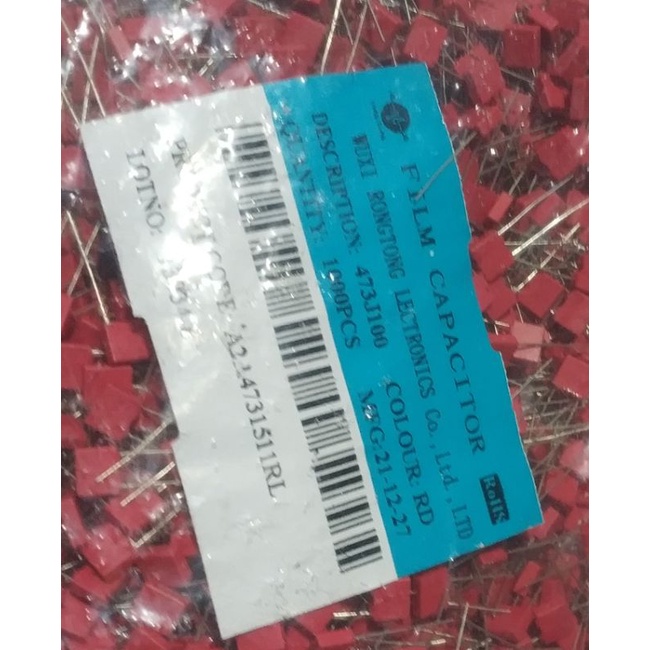 FILM CAPACITOR
RoHS
WUXI RONGTONG LECTRONICS Co.,Ltd.,LTD
DESCRIPTION: 473J100 COLOUR: RD
QUANTITY: 1000PCS MFG:21-12-27
LOTNO: